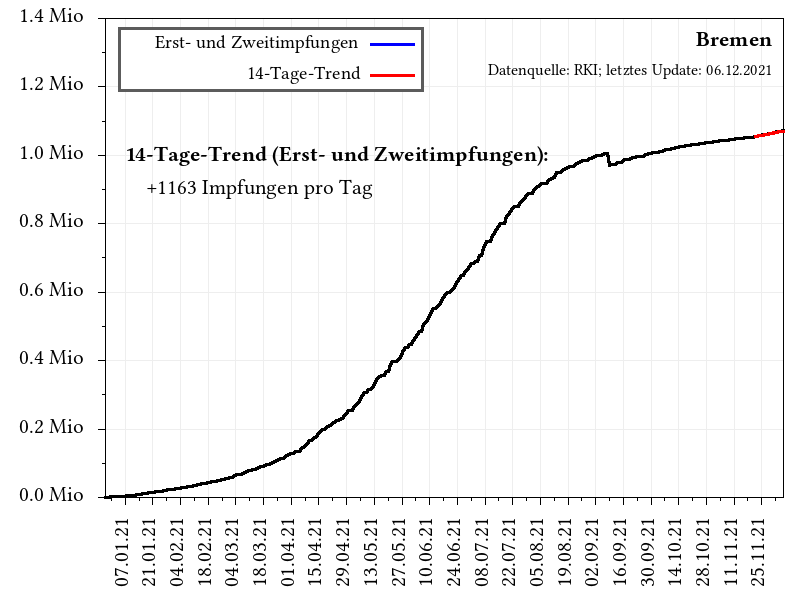 1.4 Mio
Erst- und Zweitimpfungen
14-Tage-Trend
Bremen
Datenquelle: RKI; letztes Update: 06.12.2021
1.2 Mio
14-Tage-Trend (Erst- und Zweitimpfungen):
1.0 Mio
+1163 Impfungen pro Tag
0.8 Mio
0.6 Mio
0.4 Mio
0.2 Mio
0.0 Mio
07.01.21
21.01.21
04.02.21
18.02.21
04.03.21
18.03.21
01.04.21
15.04.21
29.04.21
13.05.21
27.05.21
10.06.21
24.06.21
08.07.21
22.07.21
05.08.21
19.08.21
02.09.21
16.09.21
30.09.21
14.10.21
28.10.21
11.11.21
25.11.21